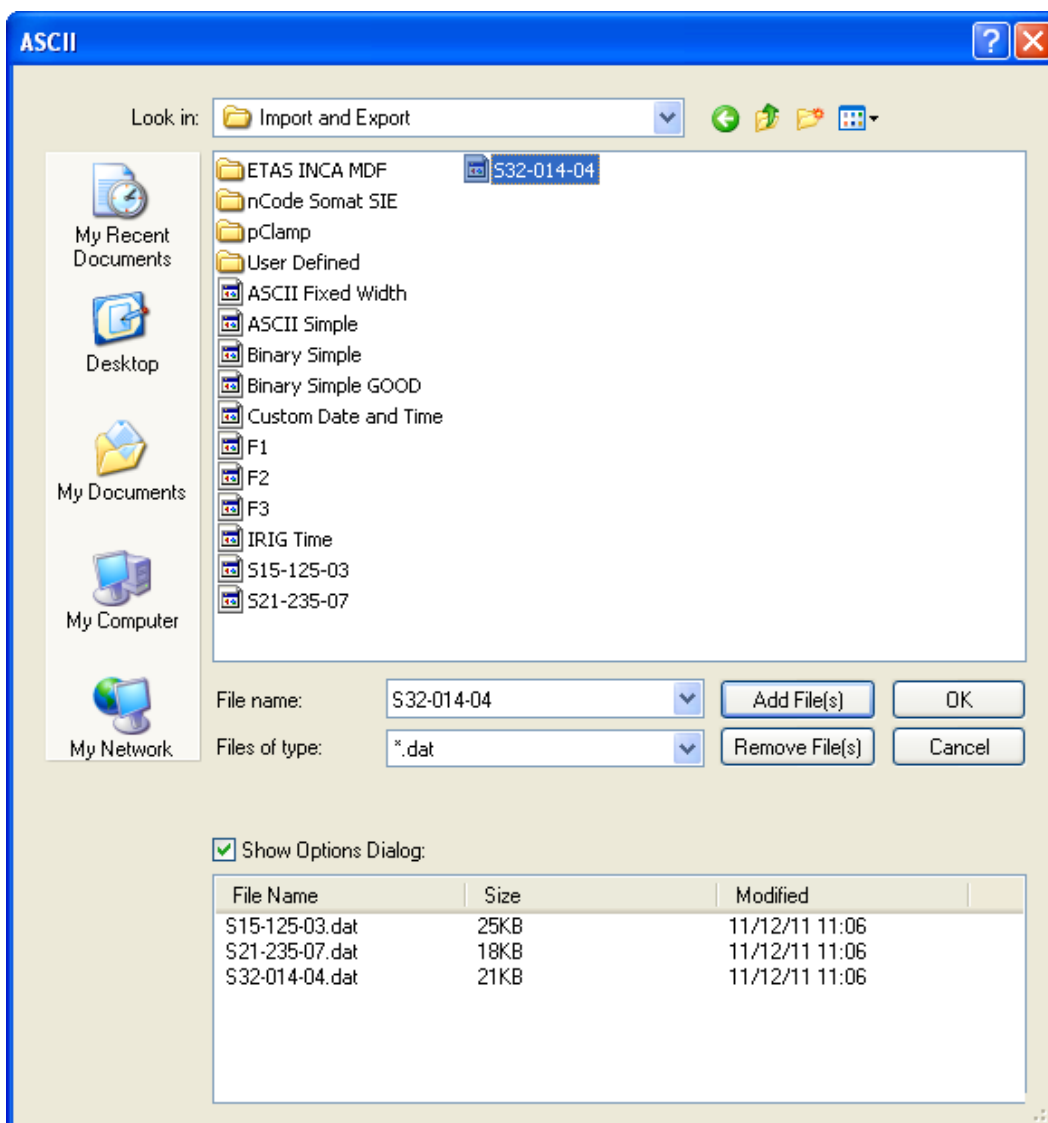 ASCII
Look in: Import and Export
My Recent
Documents
Desktop
My Documents
My Computer
My Network
ETAS INCA MDF
nCode Somat SIE
pClamp
User Defined
ASCII Fixed Width
ASCII Simple
Binary Simple
Binary Simple GOOD
Custom Date and Time
F1
F2
F3
IRIG Time
S15-125-03
S21-235-07
S32-014-04
File name: S32-014-04 Add File(s) OK
Files of type: *.dat Remove File(s) Cancel
Show Options Dialog:
File Name Size Modified
S15-125-03.dat 25KB 11/12/11 11:06
S21-235-07.dat 18KB 11/12/11 11:06
S32-014-04.dat 21KB 11/12/11 11:06